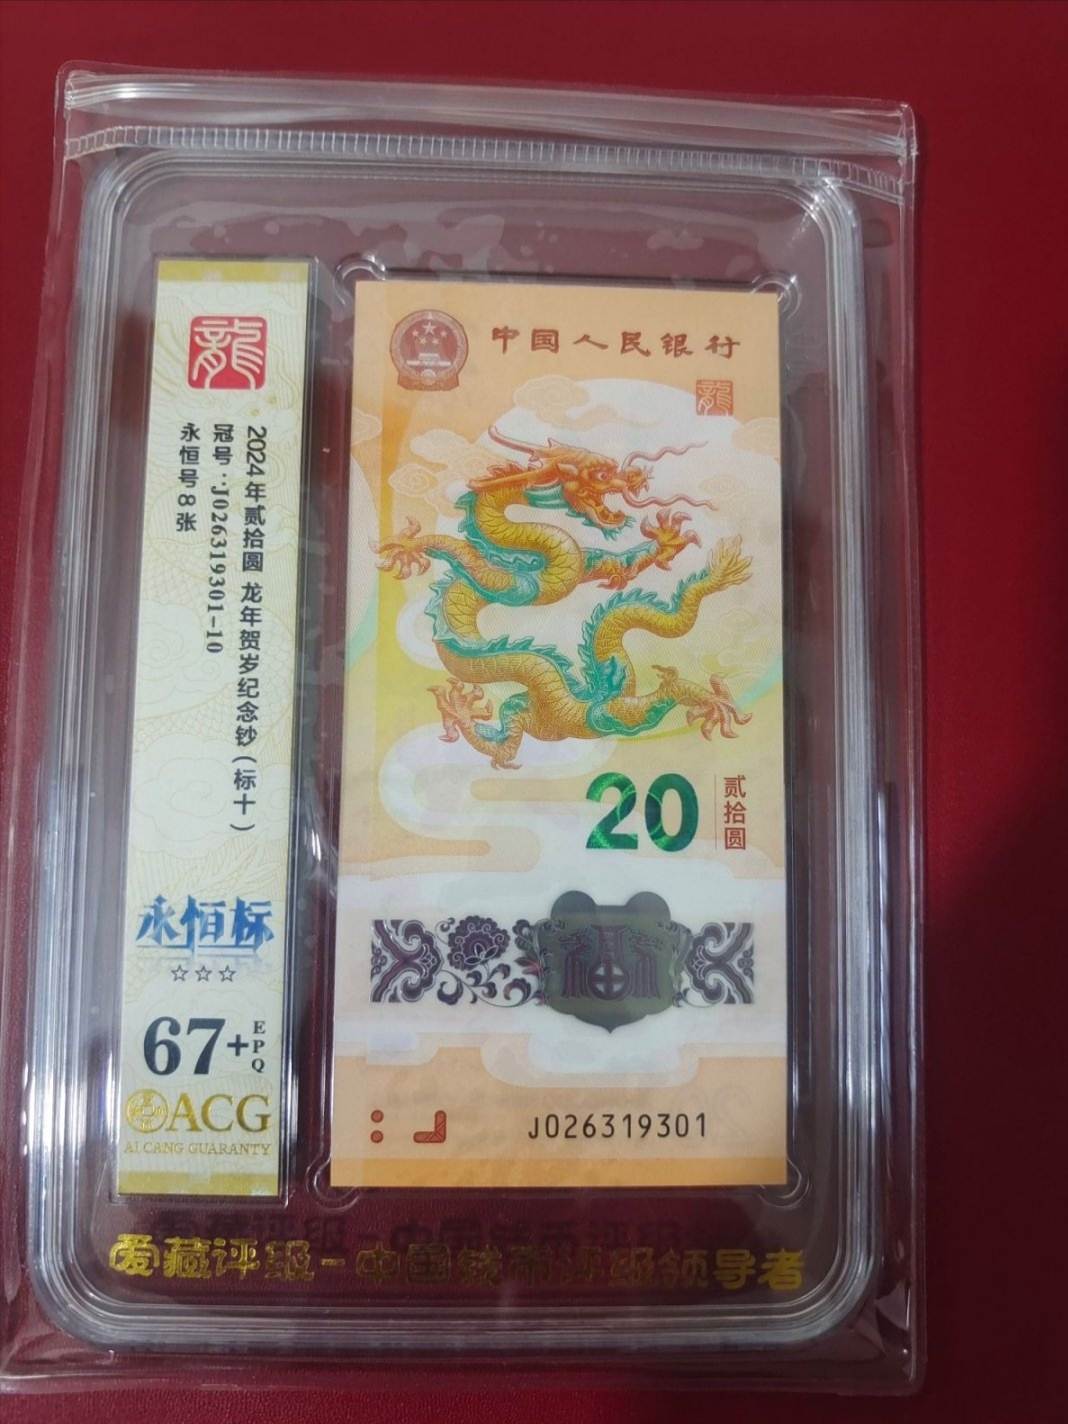 龍
2024年贰拾圆 龙年贺岁纪念钞(标十)
冠号:J026319301-10
永恒号8张
永恒标
☆☆☆
67+EPQ
ACG
AI CANG GUARANTY
中国人民银行
龍
20
贰拾圆
福
J026319301
爱藏评级-中国钱币评级领导者